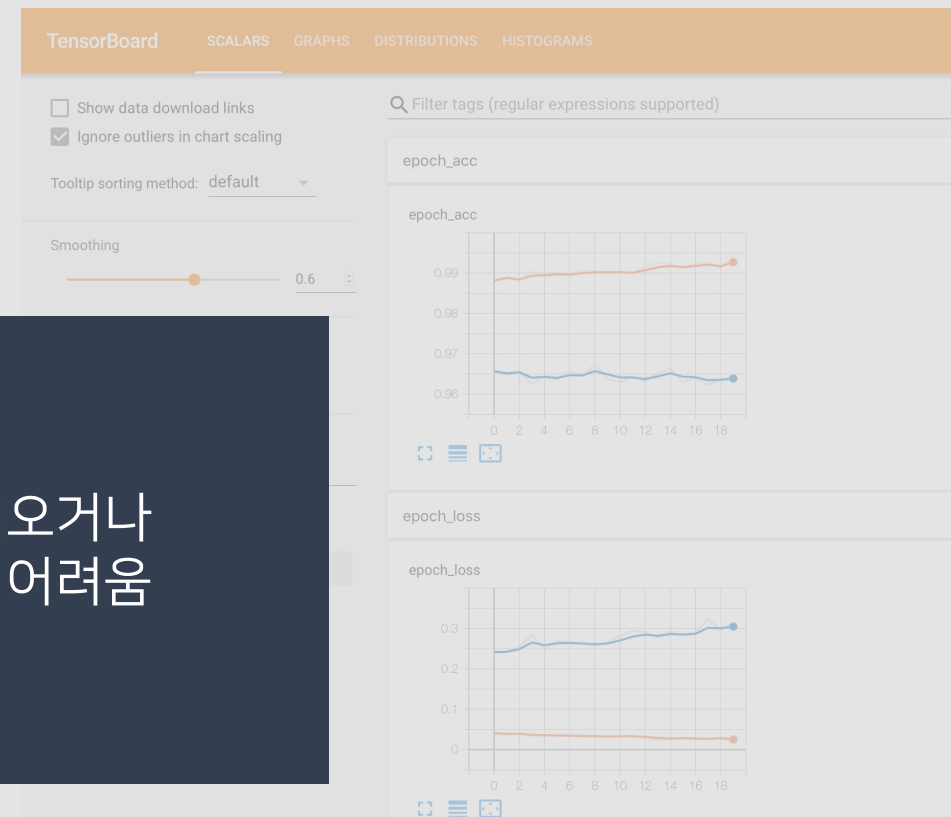 TensorBoard SCALARS GRAPHS DISTRIBUTIONS HISTOGRAMS
Show data download links
Ignore outliers in chart scaling
Tooltip sorting method: default
Smoothing
0.6
오거나
어려움
Filter tags (regular expressions supported)
epoch_acc
epoch_acc
0.99
0.98
0.97
0.96
0 2 4 6 8 10 12 14 16 18
epoch_loss
epoch_loss
0.3
0.2
0.1
0
0 2 4 6 8 10 12 14 16 18